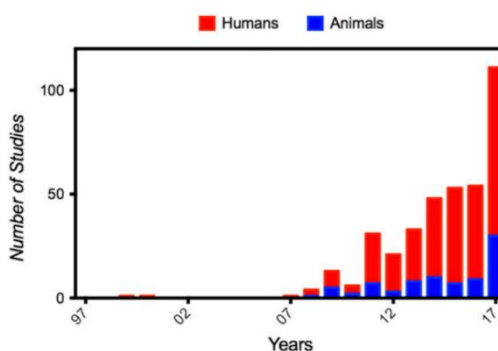 Humans Animals
100
50
0
Number of Studies
97 02 07 12 17
Years